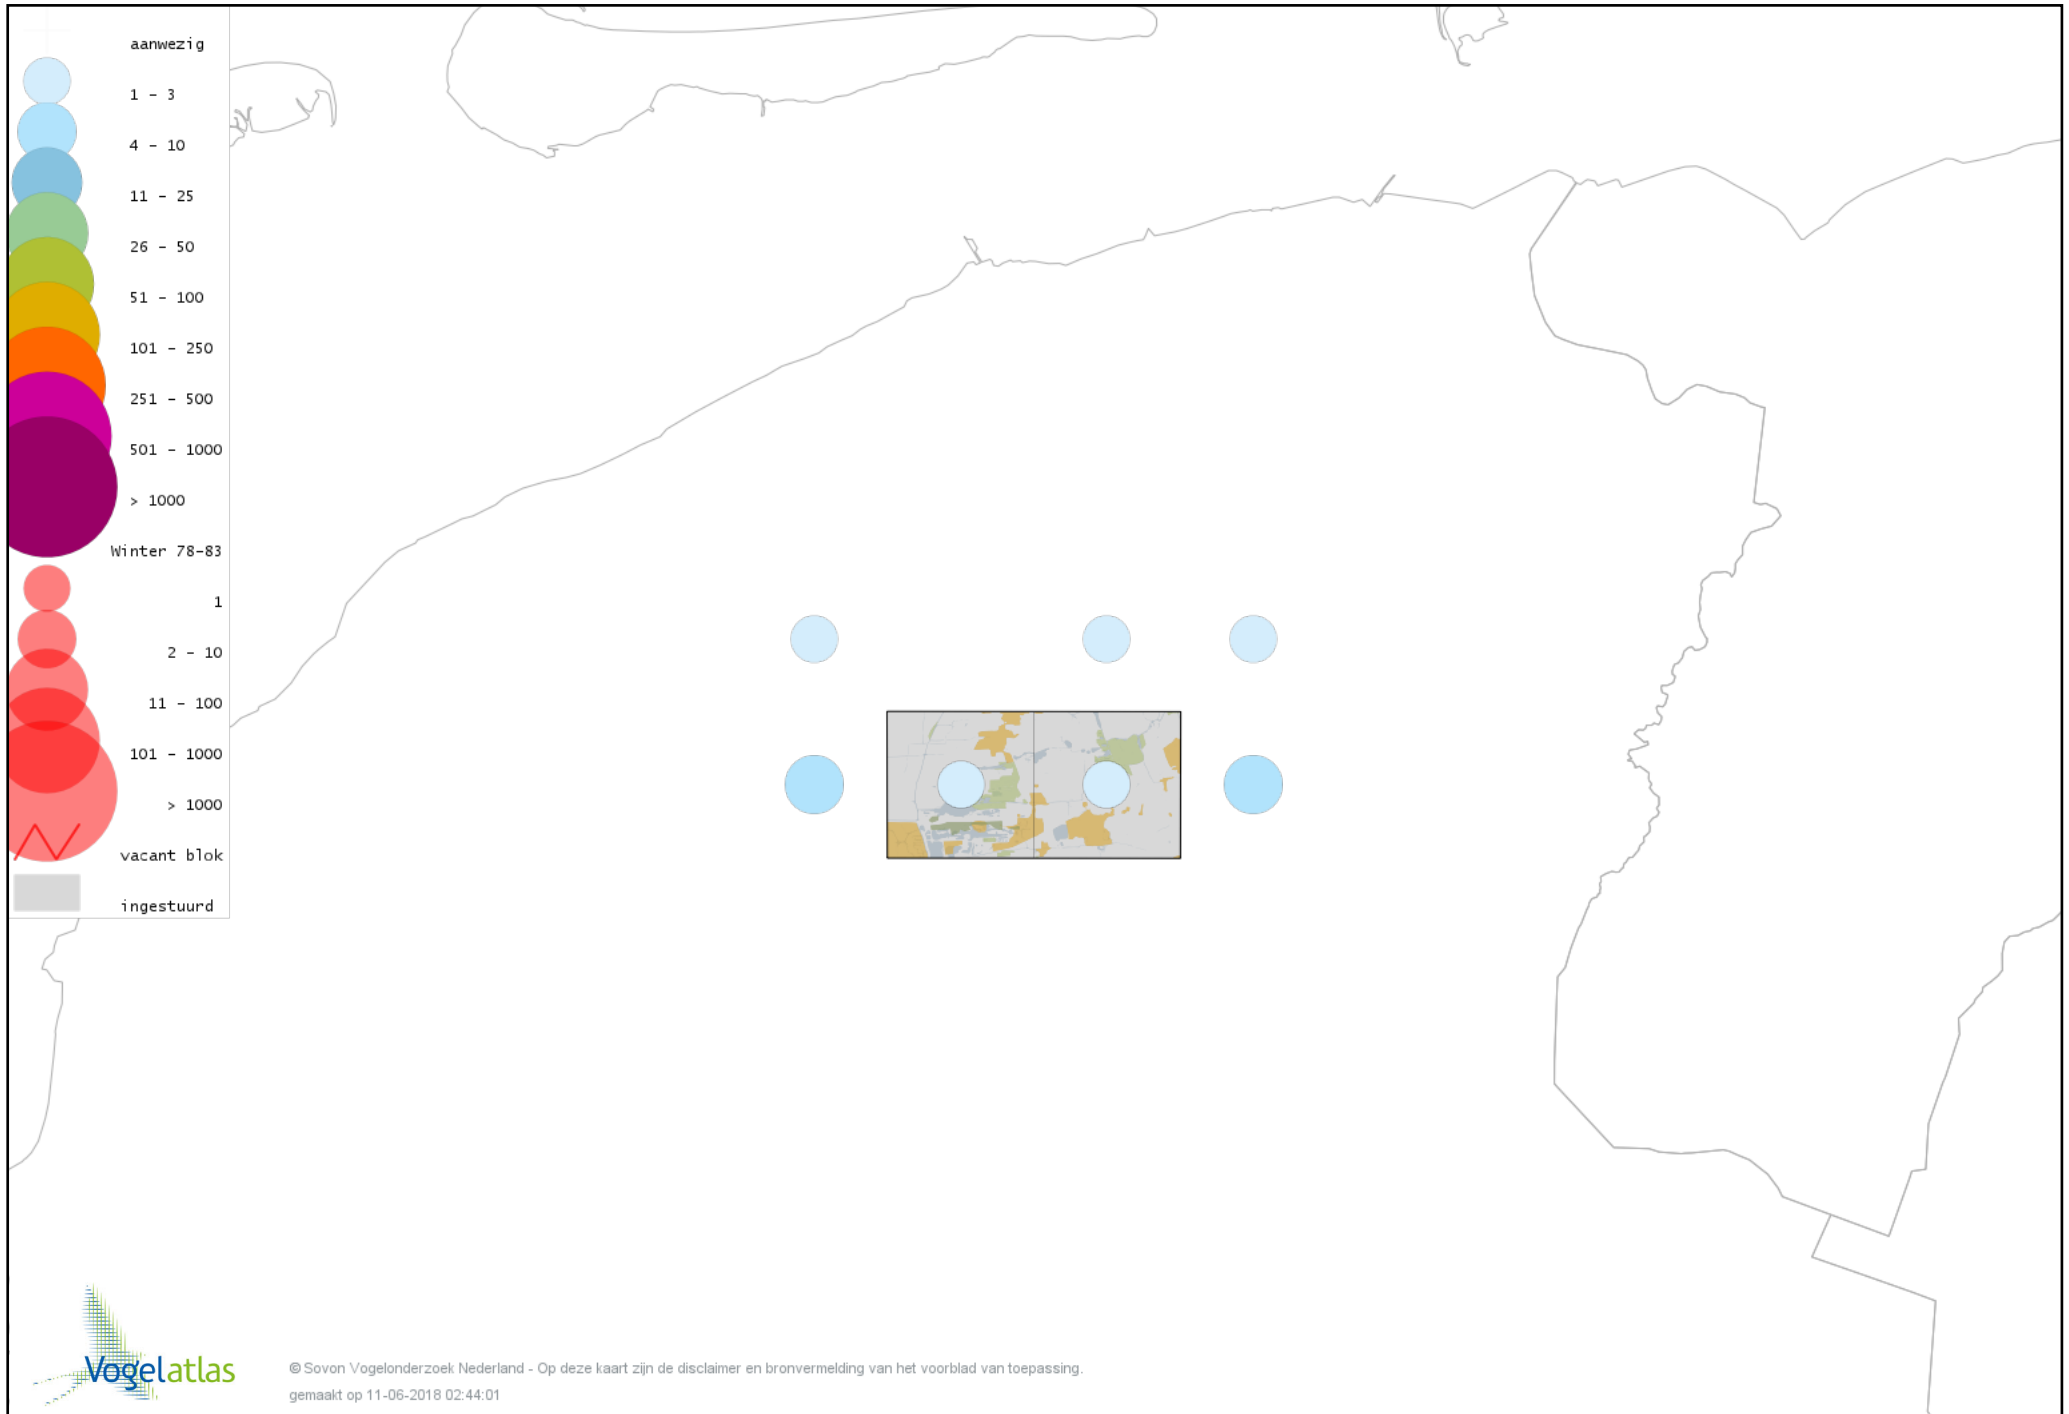 aanwezig
1 - 3
4 - 10
11 - 25
26 - 50
51 - 100
101 - 250
251 - 500
501 - 1000
> 1000
Winter 78-83
1
2 - 10
11 - 100
101 - 1000
> 1000
vacant blok
ingestuurd
Vogelatlas
© Sovon Vogelonderzoek Nederland - Op deze kaart zijn de disclaimer en bronvermelding van het voorblad van toepassing.
gemaakt op 11-06-2018 02:44:01